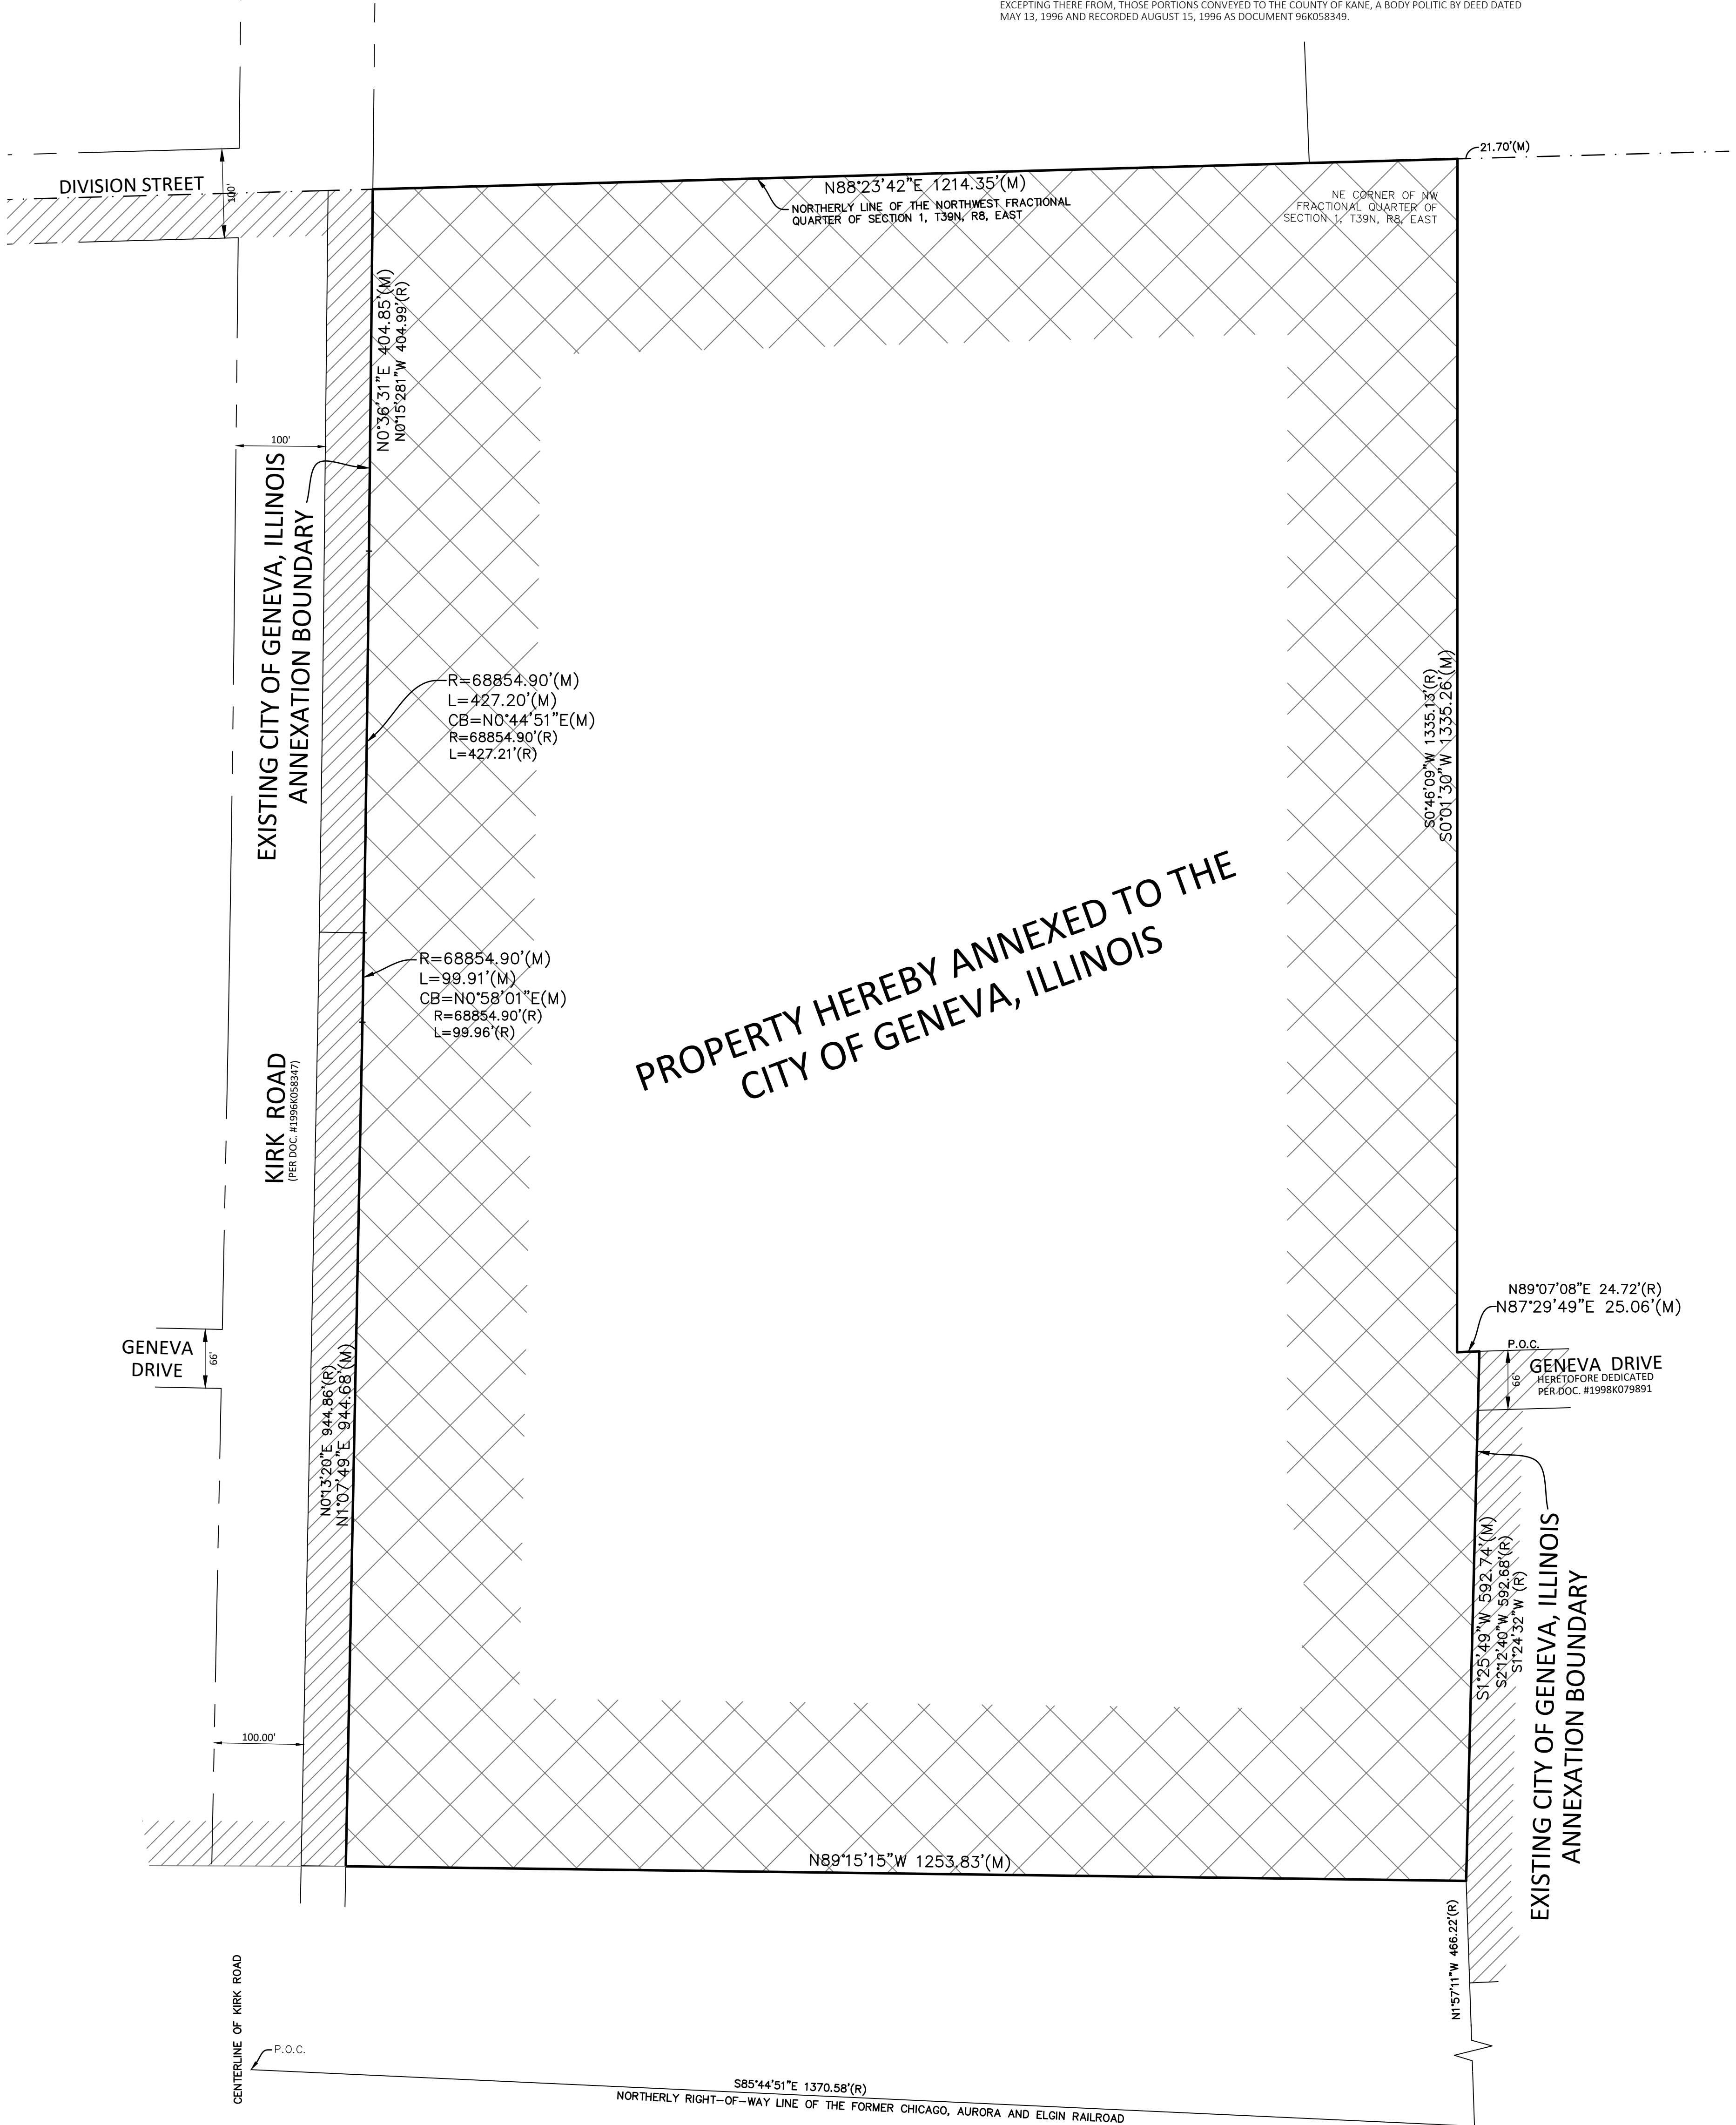 EXCEPTING THERE FROM, THOSE PORTIONS CONVEYED TO THE COUNTY OF KANE, A BODY POLITIC BY DEED DATED
MAY 13, 1996 AND RECORDED AUGUST 15, 1996 AS DOCUMENT 96K058349.
21.70'(M)
DIVISION STREET
100'
N88°23'42"E 1214.35'(M)
NORTHERLY LINE OF THE NORTHWEST FRACTIONAL
QUARTER OF SECTION 1, T39N, R8, EAST
NE CORNER OF NW
FRACTIONAL QUARTER OF
SECTION 1, T39N, R8, EAST
N0°36'31"E 404.85'(M)
N0°15'281"W 404.99'(R)
100'
EXISTING CITY OF GENEVA, ILLINOIS
ANNEXATION BOUNDARY
R=68854.90'(M)
L=427.20'(M)
CB=N0°44'51"E(M)
R=68854.90'(R)
L=427.21'(R)
S0°46'09"W 1335.13'(R)
S0°01'30"W 1335.26'(M)
PROPERTY HEREBY ANNEXED TO THE
CITY OF GENEVA, ILLINOIS
R=68854.90'(M)
L=99.91'(M)
CB=N0°58'01"E(M)
R=68854.90'(R)
L=99.96'(R)
KIRK ROAD
(PER DOC. #1996K058347)
N89°07'08"E 24.72'(R)
N87°29'49"E 25.06'(M)
GENEVA
DRIVE
66'
P.O.C.
66'
GENEVA DRIVE
HERETOFORE DEDICATED
PER DOC. #1998K079891
N0°13'20"E 944.86'(R)
N1°07'49"E 944.68'(M)
S1°25'49"W 592.74'(M)
S2°12'40"W 592.68'(R)
S1°24'32"W (R)
EXISTING CITY OF GENEVA, ILLINOIS
ANNEXATION BOUNDARY
100.00'
N89°15'15"W 1253.83'(M)
N1°57'11"W 466.22'(R)
CENTERLINE OF KIRK ROAD
P.O.C.
S85°44'51"E 1370.58'(R)
NORTHERLY RIGHT-OF-WAY LINE OF THE FORMER CHICAGO, AURORA AND ELGIN RAILROAD